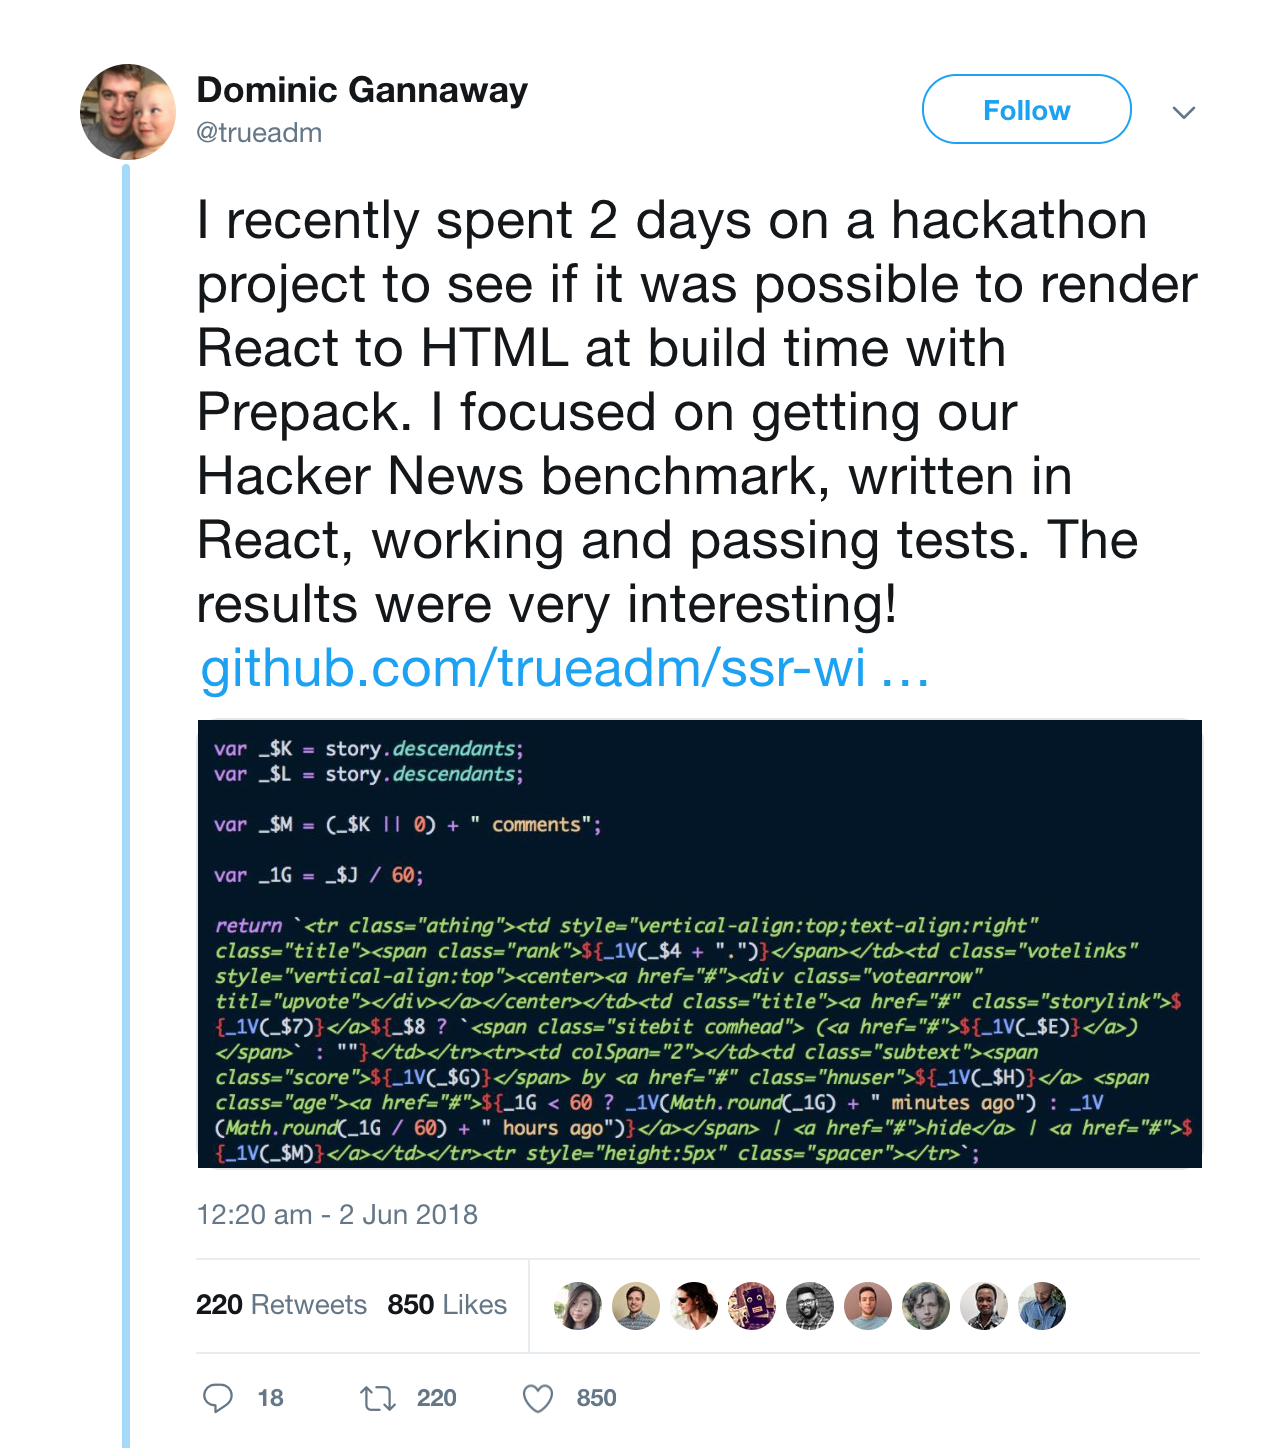 Dominic Gannaway
@trueadm
Follow
I recently spent 2 days on a hackathon
project to see if it was possible to render
React to HTML at build time with
Prepack. I focused on getting our
Hacker News benchmark, written in
React, working and passing tests. The
results were very interesting!
github.com/trueadm/ssr-wi …
var _$K = story.descendants;
var _$L = story.descendants;
var _$M = (_$K || 0) + " comments";
var _1G = _$J / 60;
return `<tr class="athing"><td style="vertical-align:top;text-align:right"
class="title"><span class="rank">${_1V(_$4 + ".")}</span></td><td class="votelinks"
style="vertical-align:top"><center><a href="#"><div class="votearrow"
titl="upvote"></div></a></center></td><td class="title"><a href="#" class="storylink">$
{_1V(_$7)}</a>${_$8 ? `<span class="sitebit comhead"> (<a href="#">${_1V(_$E)}</a>)
</span>` : ""}</td></tr><tr><td colSpan="2"></td><td class="subtext"><span
class="score">${_1V(_$G)}</span> by <a href="#" class="hnuser">${_1V(_$H)}</a> <span
class="age"><a href="#">${_1G < 60 ? _1V(Math.round(_1G) + " minutes ago") : _1V
(Math.round(_1G / 60) + " hours ago")}</a></span> | <a href="#">hide</a> | <a href="#">$
{_1V(_$M)}</a></td></tr><tr style="height:5px" class="spacer"></tr>`;
12:20 am - 2 Jun 2018
220 Retweets 850 Likes
18 220 850